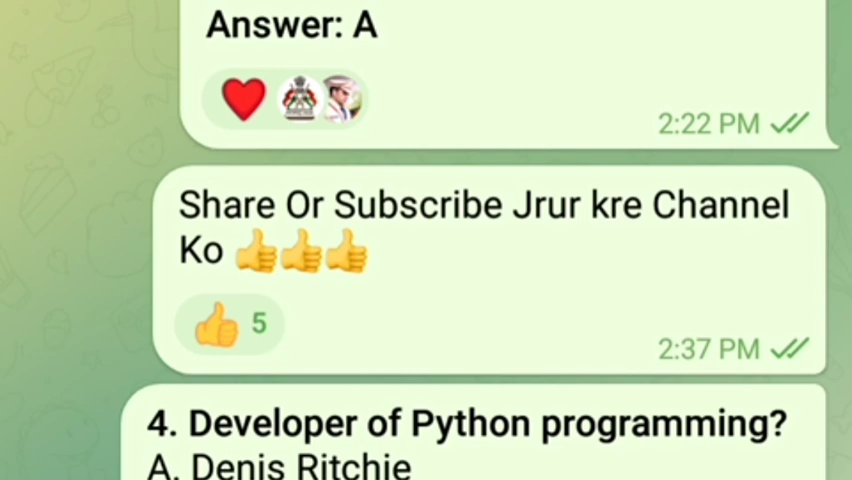 Answer: A
2:22 PM
Share Or Subscribe Jrur kre Channel
Ko 👍👍👍
👍 5
2:37 PM
4. Developer of Python programming?
A. Denis Ritchie